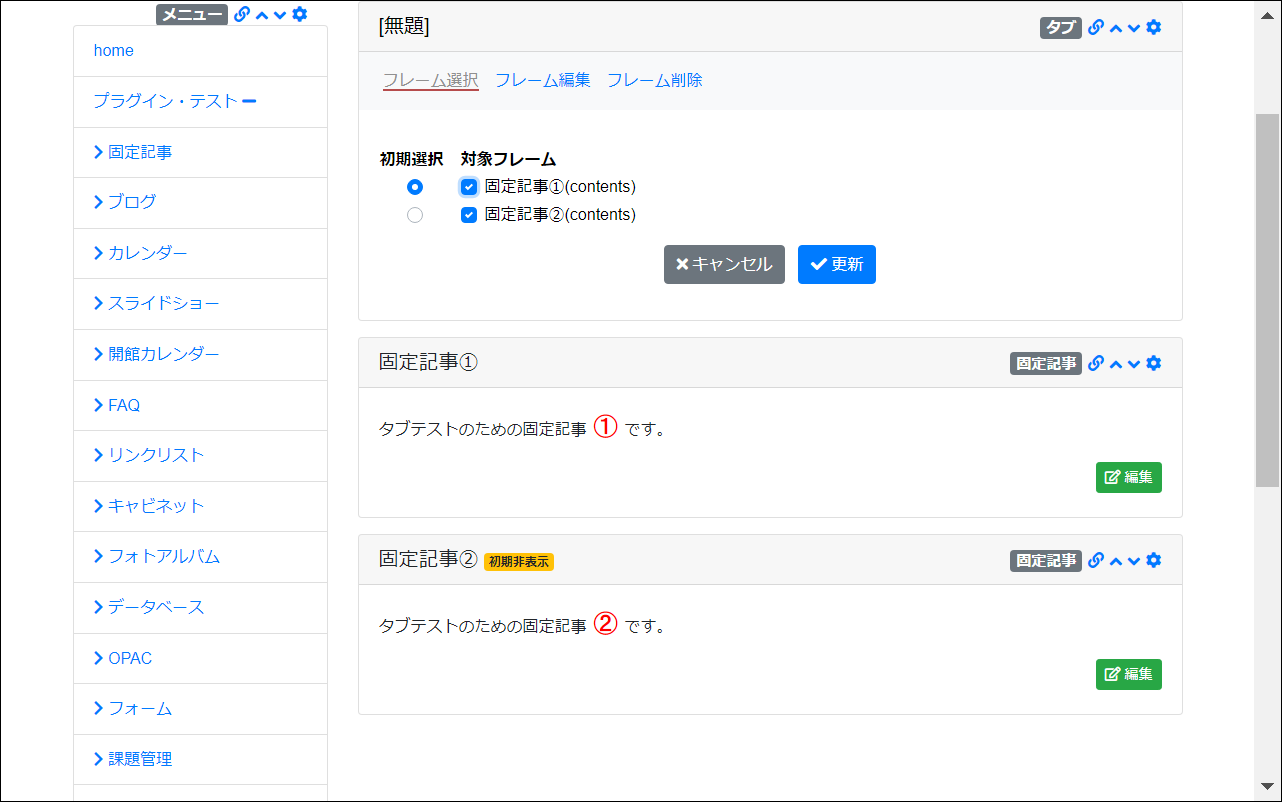 メニュー
home
プラグイン・テスト
固定記事
ブログ
カレンダー
スライドショー
開館カレンダー
FAQ
リンクリスト
キャビネット
フォトアルバム
データベース
OPAC
フォーム
課題管理
[無題] タブ
フレーム選択 フレーム編集 フレーム削除
初期選択 対象フレーム
固定記事①(contents)
固定記事②(contents)
キャンセル 更新
固定記事① 固定記事
タブテストのための固定記事 ① です。
編集
固定記事② 初期非表示 固定記事
タブテストのための固定記事 ② です。
編集